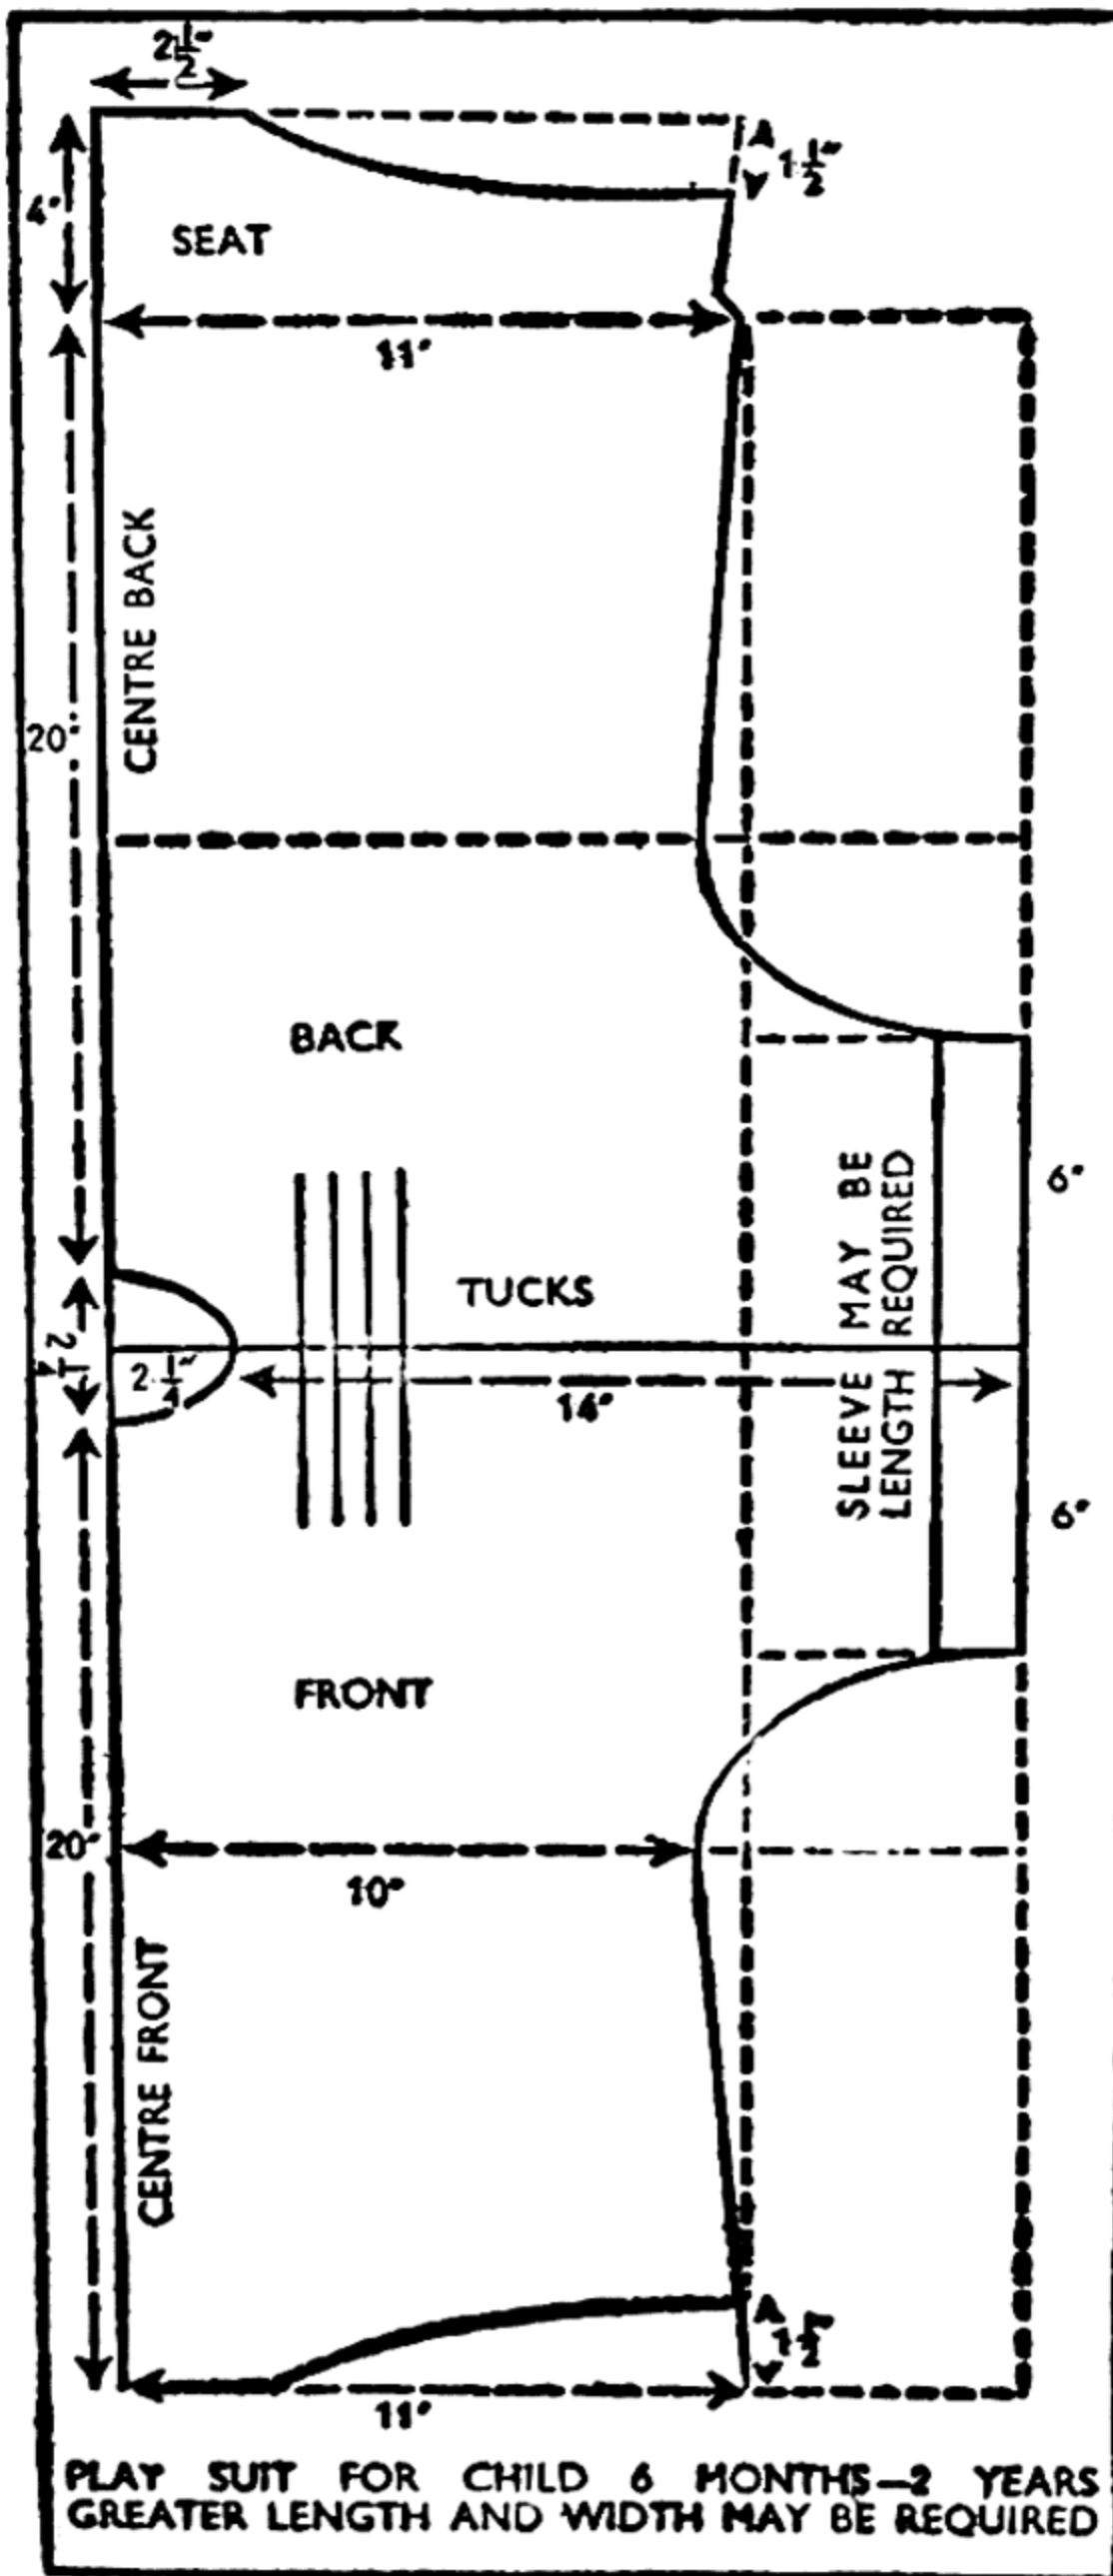 2½"
1½"
4"
SEAT
11"
CENTRE BACK
20"
BACK
6"
TUCKS
SLEEVE MAY BE
LENGTH REQUIRED
2¼
2¼"
14"
6"
FRONT
20"
10"
CENTRE FRONT
1½"
11"
PLAY SUIT FOR CHILD 6 MONTHS—2 YEARS
GREATER LENGTH AND WIDTH MAY BE REQUIRED